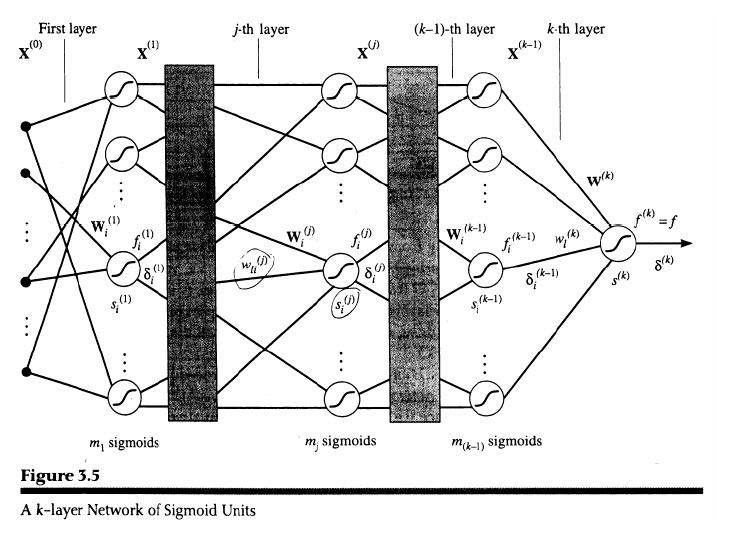 First layer
j-th layer
(k−1)-th layer
k-th layer
X^(0)
X^(1)
X^(j)
X^(k−1)
W^(k)
W_i^(1)
f_i^(1)
W_i^(j)
f_i^(j)
W_i^(k−1)
f_i^(k−1)
w_l^(k)
f^(k) = f
δ_i^(1)
w_li^(j)
δ_i^(j)
δ_i^(k−1)
δ^(k)
s_i^(1)
s_i^(j)
s_i^(k−1)
s^(k)
m_1 sigmoids
m_j sigmoids
m_(k−1) sigmoids
Figure 3.5
A k-layer Network of Sigmoid Units